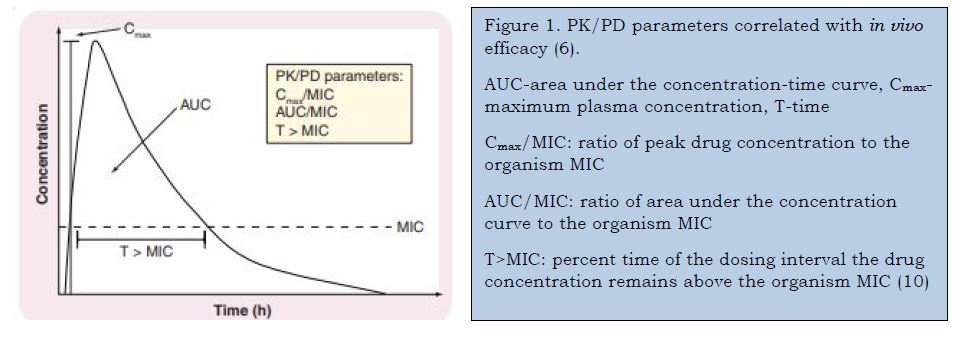 Cmax
PK/PD parameters:
Cmax/MIC
AUC/MIC
T > MIC
AUC
Concentration
MIC
T > MIC
Time (h)
Figure 1. PK/PD parameters correlated with in vivo
efficacy (6).
AUC-area under the concentration-time curve, Cmax-
maximum plasma concentration, T-time
Cmax/MIC: ratio of peak drug concentration to the
organism MIC
AUC/MIC: ratio of area under the concentration
curve to the organism MIC
T>MIC: percent time of the dosing interval the drug
concentration remains above the organism MIC (10)